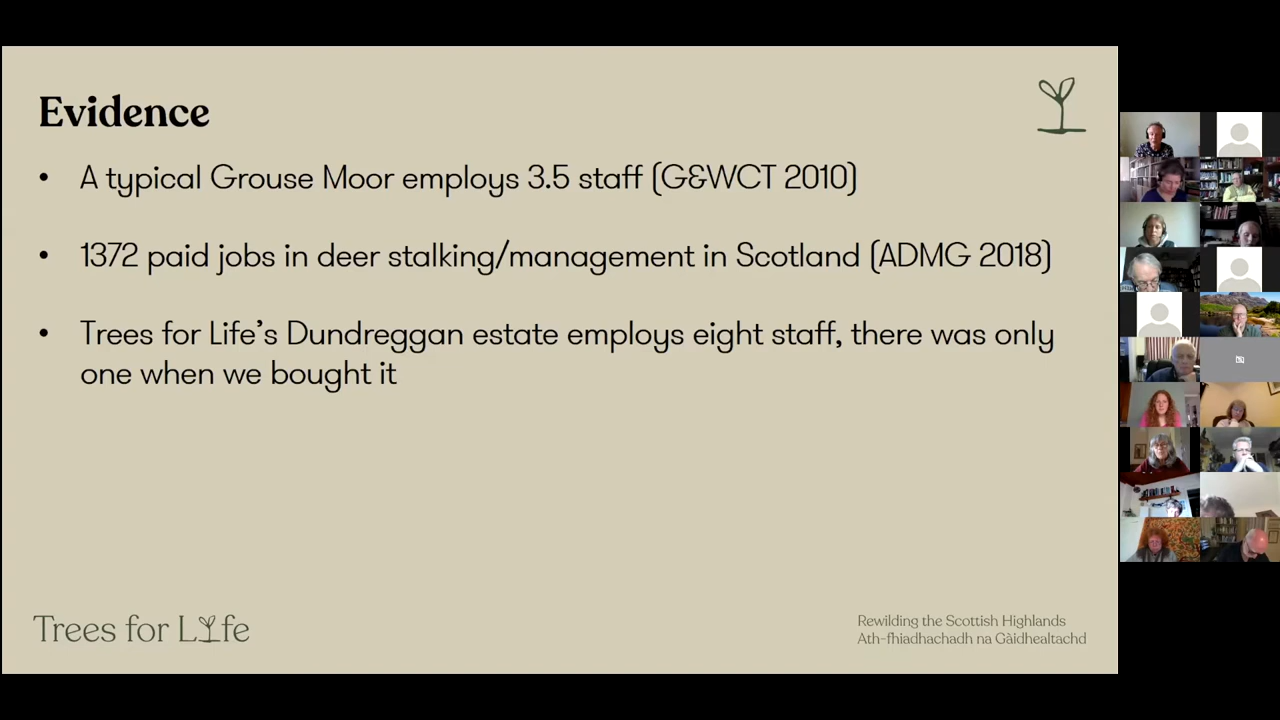 Evidence
• A typical Grouse Moor employs 3.5 staff (G&WCT 2010)
• 1372 paid jobs in deer stalking/management in Scotland (ADMG 2018)
• Trees for Life’s Dundreggan estate employs eight staff, there was only
one when we bought it
Trees for Life
Rewilding the Scottish Highlands
Ath-fhiadhachadh na Gàidhealtachd